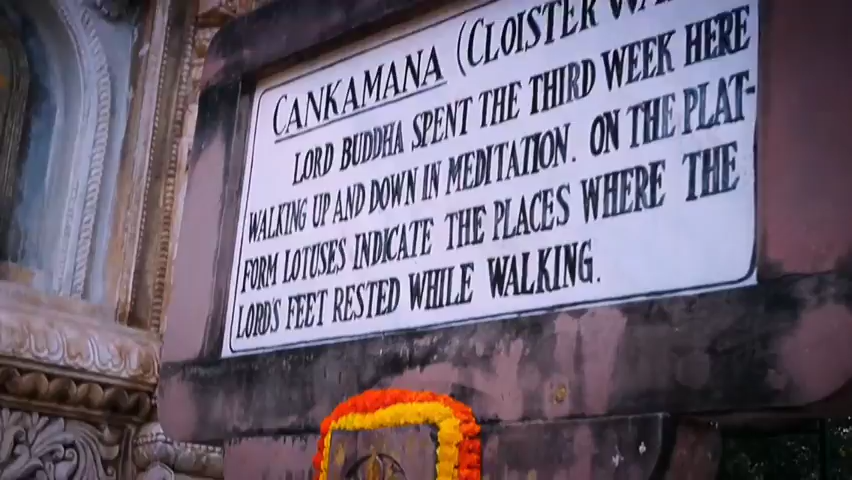 CANKAMANA (CLOISTER
LORD BUDDHA SPENT THE THIRD WEEK HERE
WALKING UP AND DOWN IN MEDITATION. ON THE PLAT-
FORM LOTUSES INDICATE THE PLACES WHERE THE
LORD'S FEET RESTED WHILE WALKING.